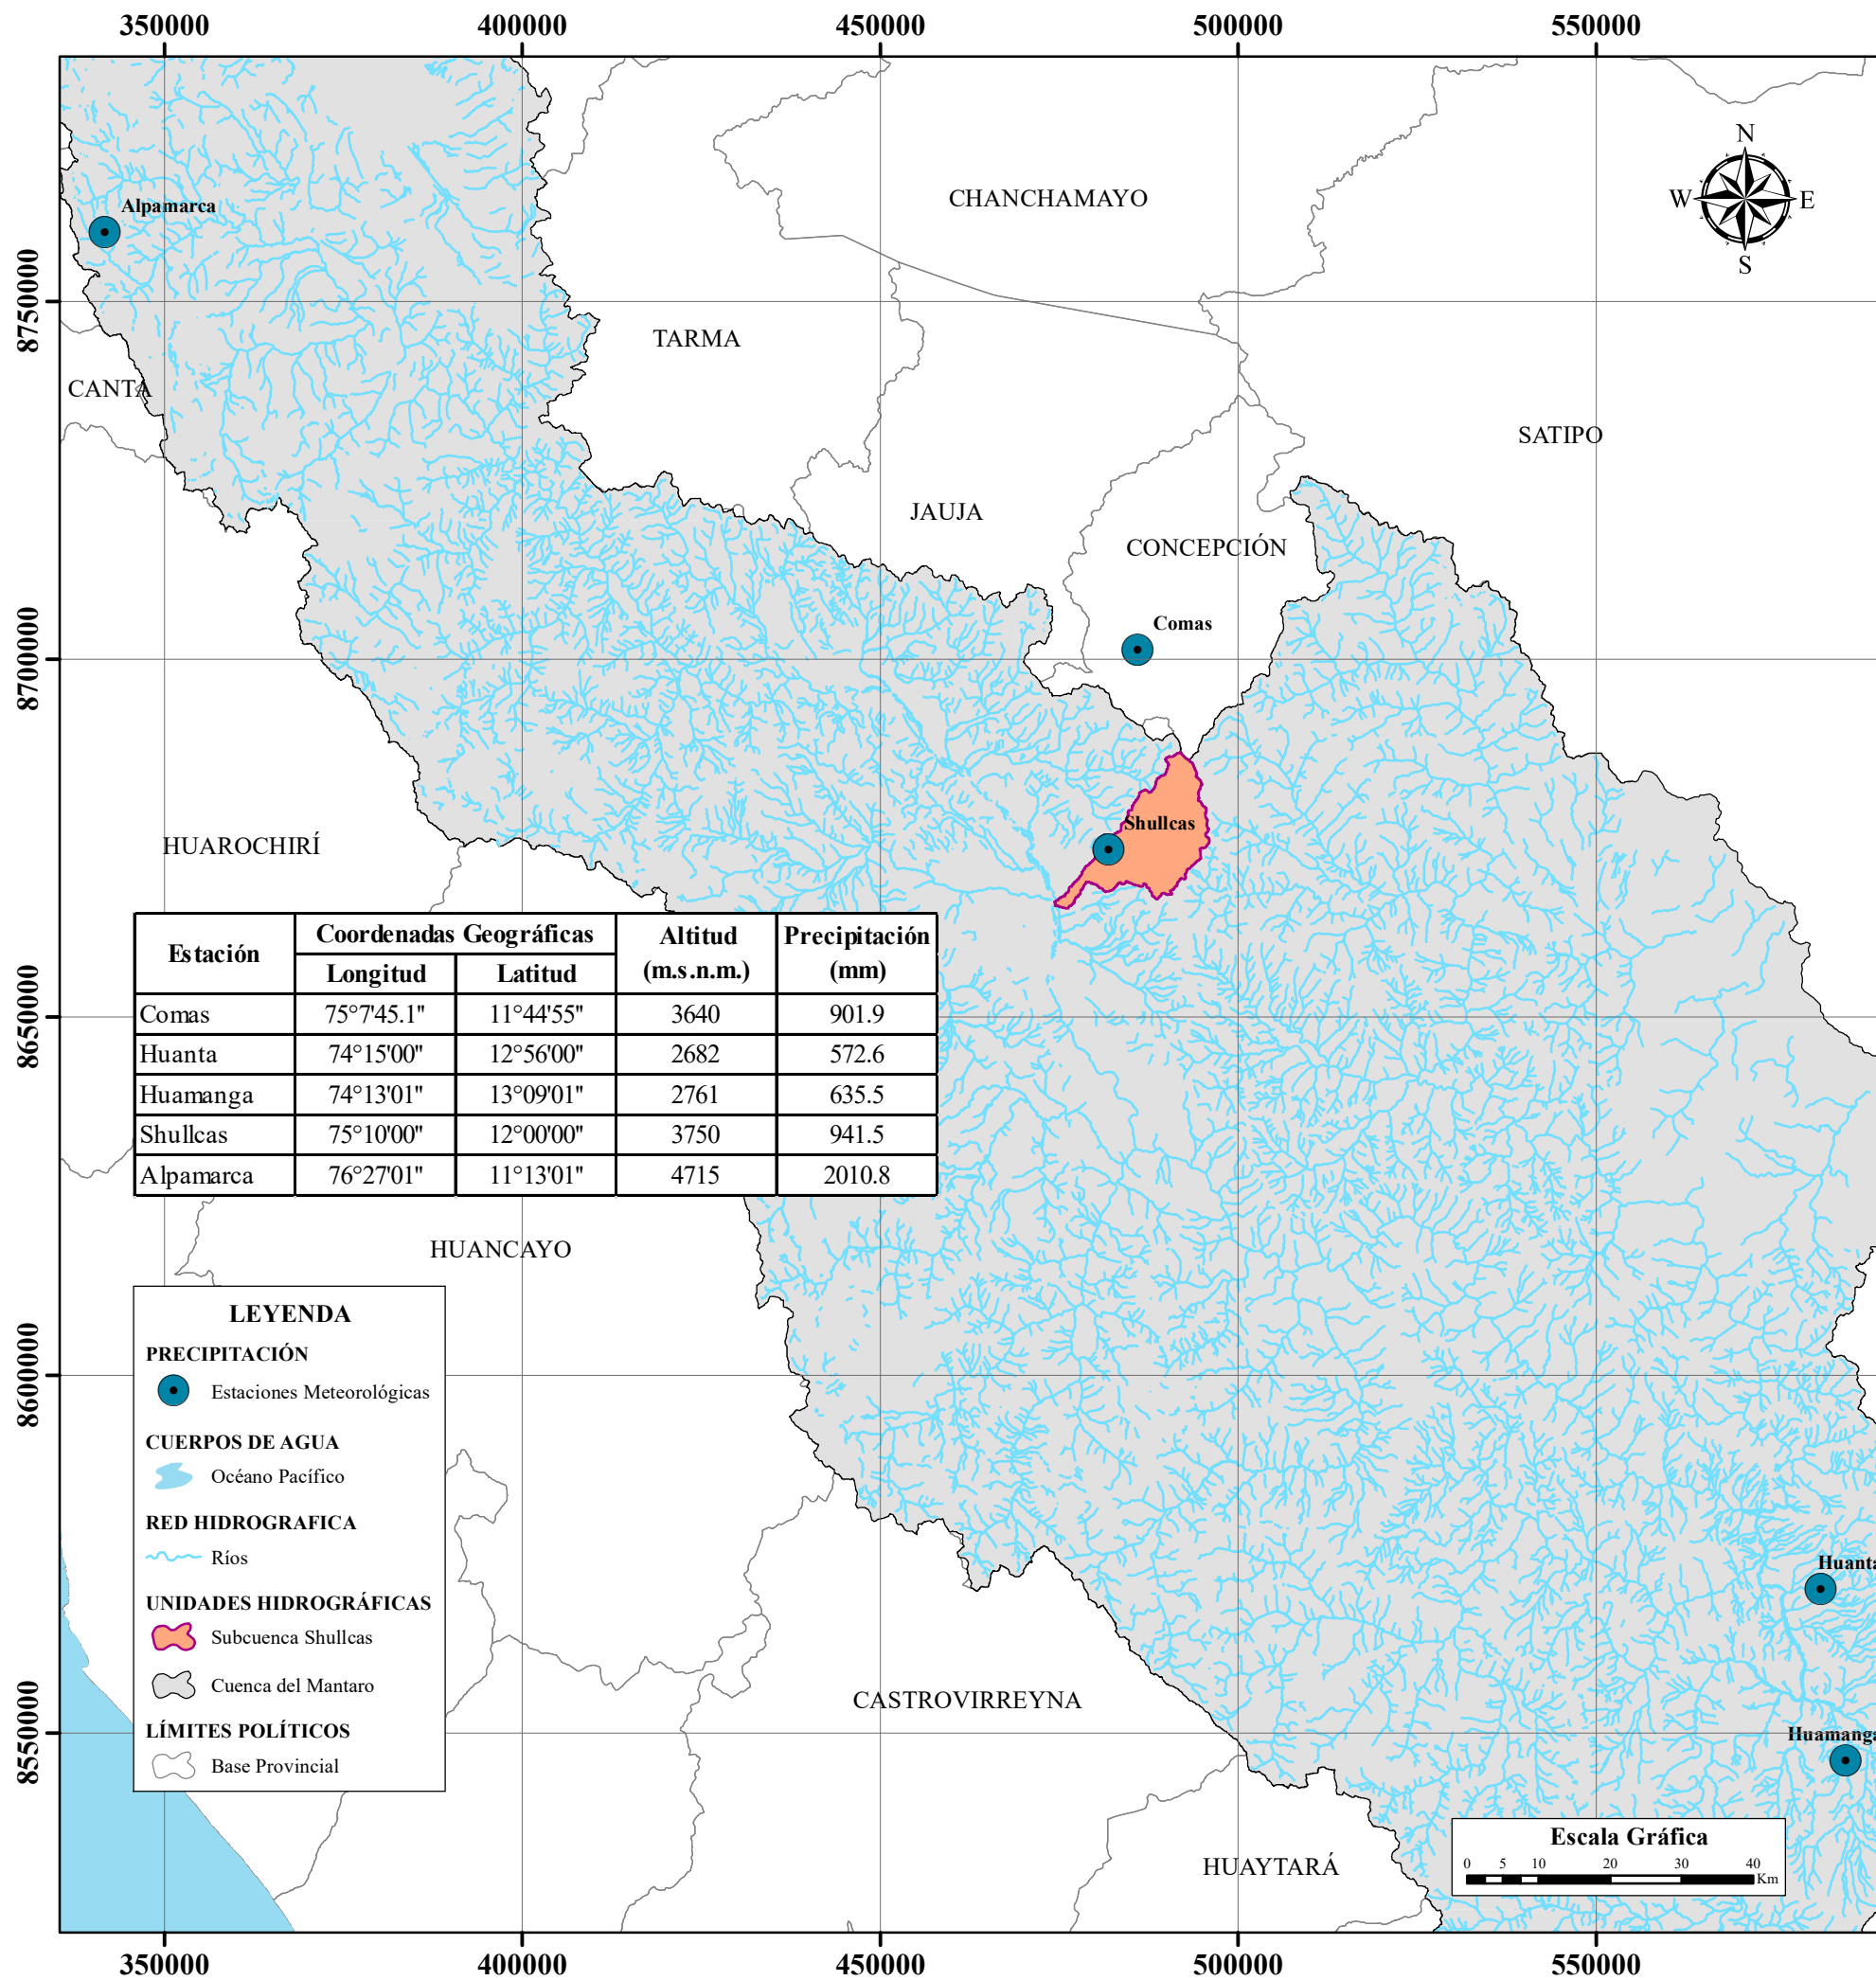 350000 400000 450000 500000 550000
N
W E
S
CHANCHAMAYO
Alpamarca
8750000
TARMA
CANTA
SATIPO
JAUJA
CONCEPCIÓN
Comas
8700000
Shullcas
HUAROCHIRÍ
Estación Coordenadas Geográficas Altitud (m.s.n.m.) Precipitación (mm)
Longitud Latitud
Comas 75°7'45.1" 11°44'55" 3640 901.9
Huanta 74°15'00" 12°56'00" 2682 572.6
Huamanga 74°13'01" 13°09'01" 2761 635.5
Shullcas 75°10'00" 12°00'00" 3750 941.5
Alpamarca 76°27'01" 11°13'01" 4715 2010.8
8650000
HUANCAYO
8600000
LEYENDA
PRECIPITACIÓN
Estaciones Meteorológicas
CUERPOS DE AGUA
Océano Pacífico
RED HIDROGRAFICA
Ríos
UNIDADES HIDROGRÁFICAS
Subcuenca Shullcas
Cuenca del Mantaro
LÍMITES POLÍTICOS
Base Provincial
Huanta
CASTROVIRREYNA
8550000
Huamanga
HUAYTARÁ
Escala Gráfica
0 5 10 20 30 40
Km
350000 400000 450000 500000 550000